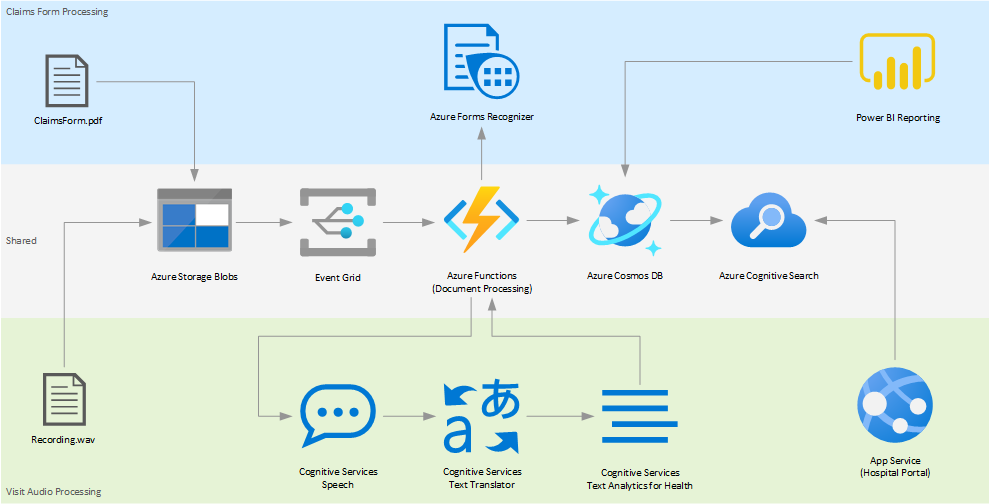 Claims Form Processing
ClaimsForm.pdf
Azure Forms Recognizer
Power BI Reporting
Shared
Azure Storage Blobs
Event Grid
Azure Functions
(Document Processing)
Azure Cosmos DB
Azure Cognitive Search
Recording.wav
Cognitive Services
Speech
あ
a
Cognitive Services
Text Translator
Cognitive Services
Text Analytics for Health
App Service
(Hospital Portal)
Visit Audio Processing